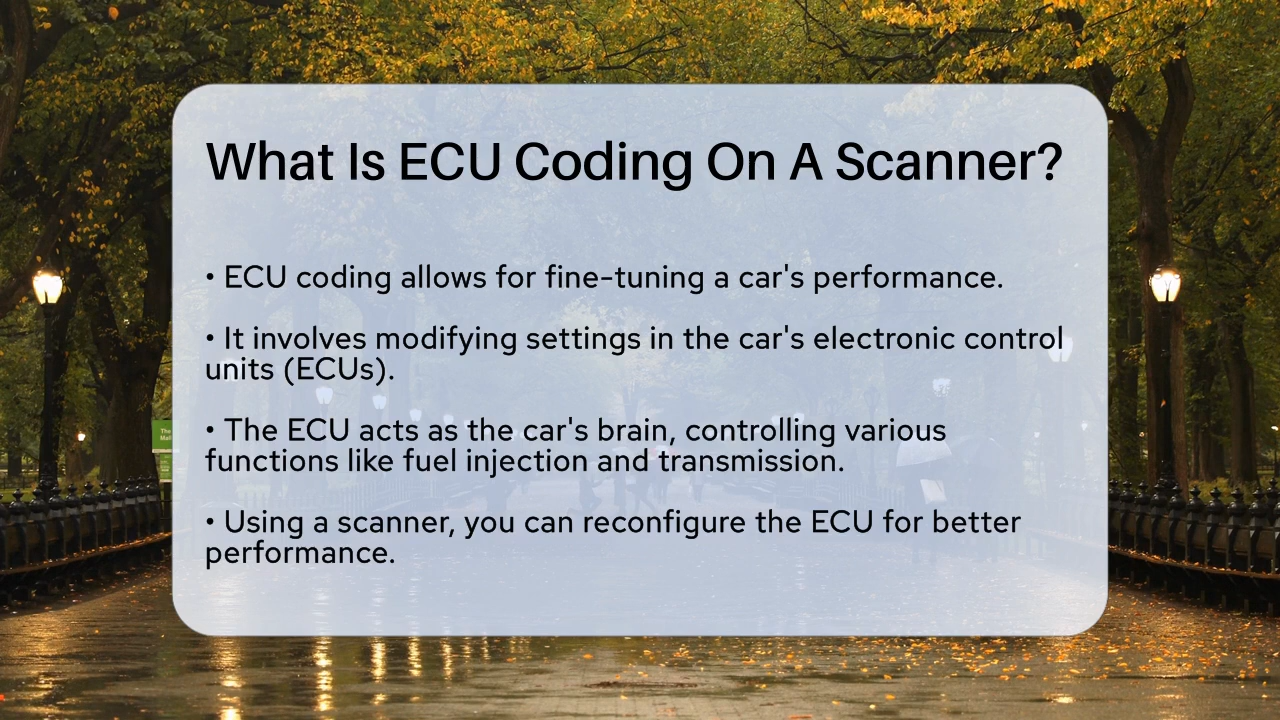 What Is ECU Coding On A Scanner?
• ECU coding allows for fine-tuning a car's performance.
• It involves modifying settings in the car's electronic control
units (ECUs).
• The ECU acts as the car's brain, controlling various
functions like fuel injection and transmission.
• Using a scanner, you can reconfigure the ECU for better
performance.